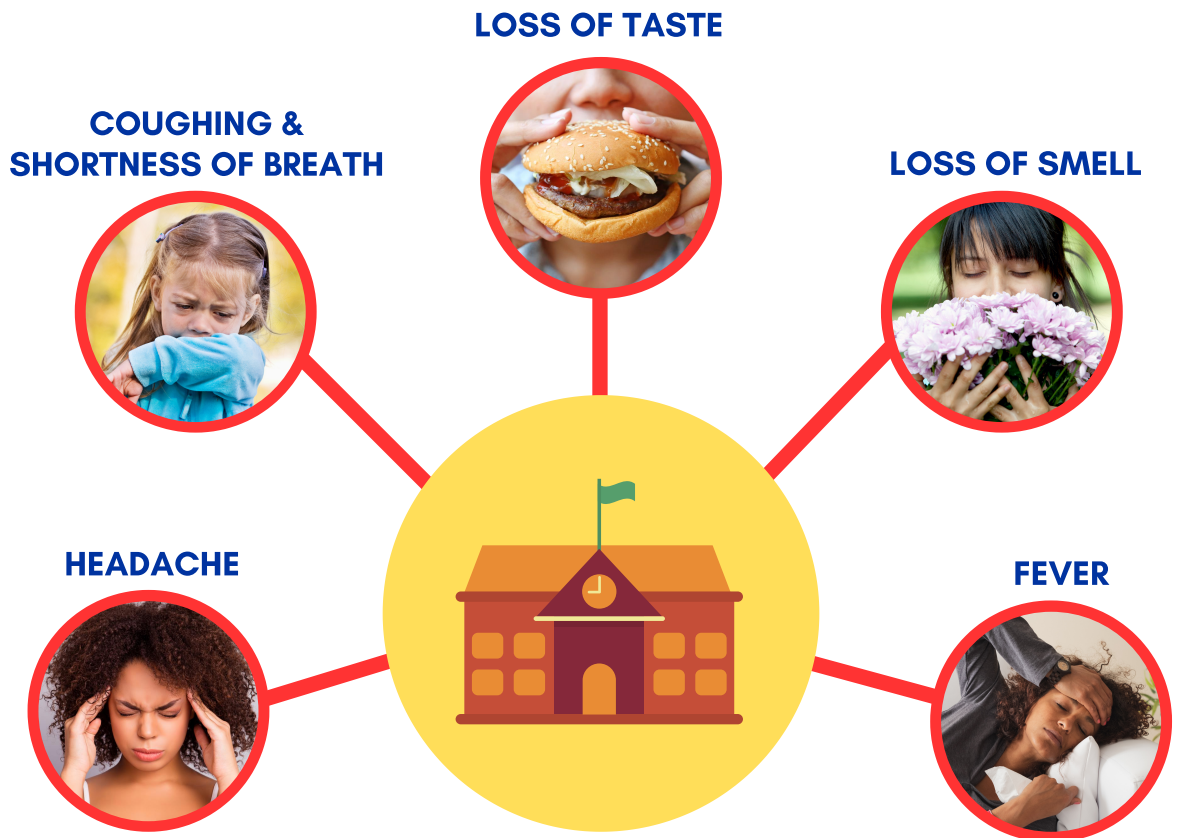 LOSS OF TASTE
COUGHING &
SHORTNESS OF BREATH
LOSS OF SMELL
HEADACHE
FEVER